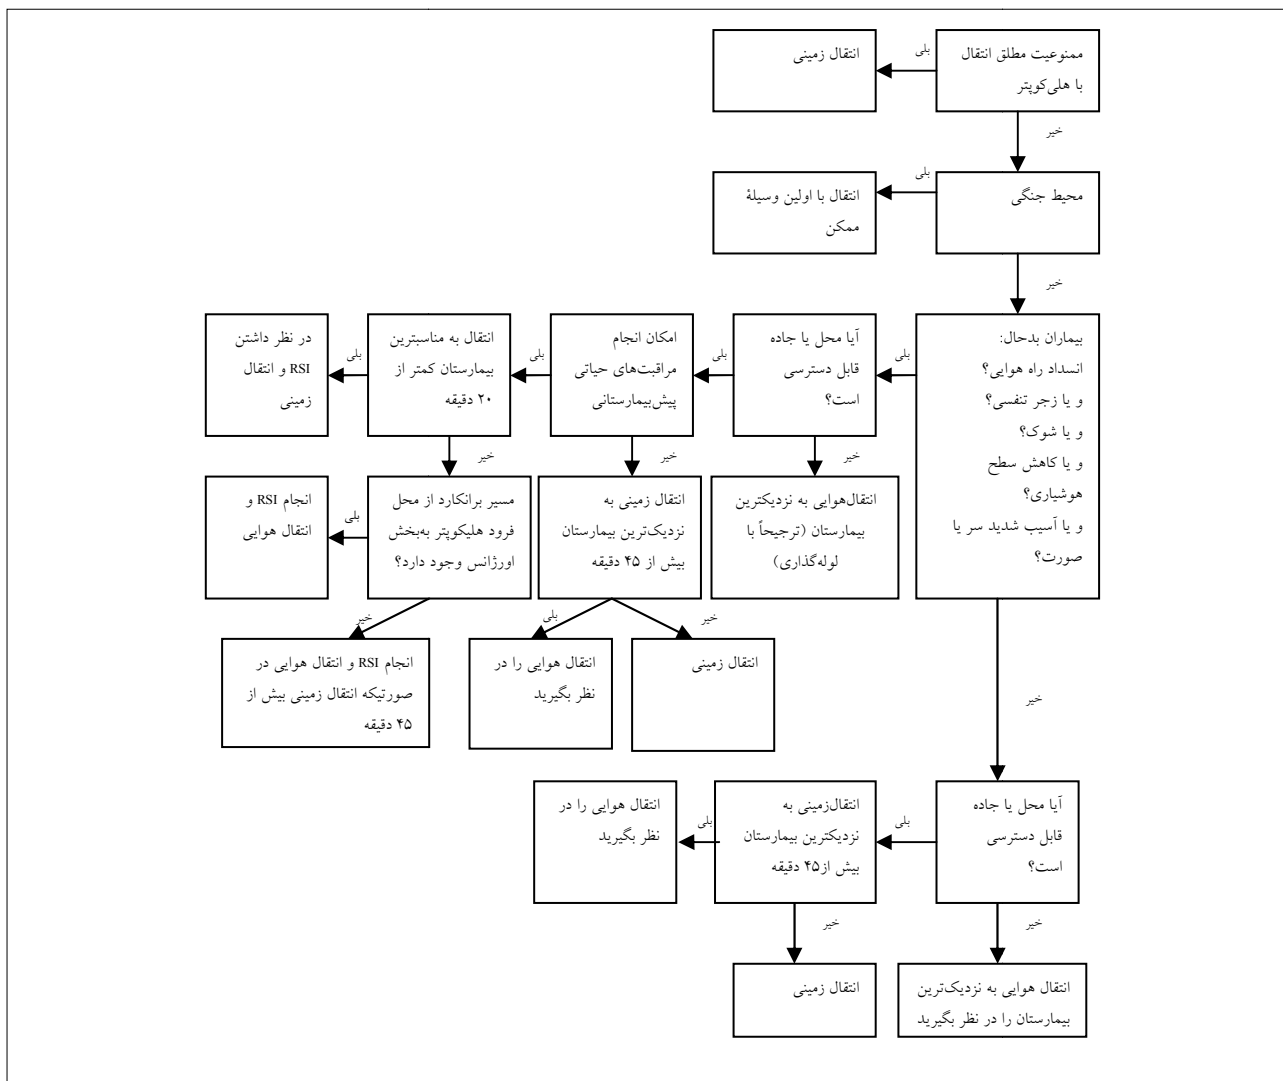 ممنوعیت مطلق انتقال
با هلی‌کوپتر
بلی
انتقال زمینی
خیر
محیط جنگی
بلی
انتقال با اولین وسیلۀ
ممکن
خیر
بیماران بدحال:
انسداد راه هوایی؟
و یا زجر تنفسی؟
و یا شوک؟
و یا کاهش سطح
هوشیاری؟
و یا آسیب شدید سر یا
صورت؟
بلی
آیا محل یا جاده
قابل دسترسی
است؟
بلی
امکان انجام
مراقبت‌های حیاتی
پیش‌بیمارستانی
بلی
انتقال به مناسبترین
بیمارستان کمتر از
۲۰ دقیقه
بلی
در نظر داشتن
RSI و انتقال
زمینی
خیر
خیر
خیر
انتقال‌هوایی به نزدیکترین
بیمارستان (ترجیحاً با
لوله‌گذاری)
انتقال زمینی به
نزدیک‌ترین بیمارستان
بیش از ۴۵ دقیقه
مسیر برانکارد از محل
فرود هلیکوپتر به‌بخش
اورژانس وجود دارد؟
بلی
انجام RSI و
انتقال هوایی
خیر
بلی
خیر
انتقال زمینی
انتقال هوایی را در
نظر بگیرید
انجام RSI و انتقال هوایی در
صورتیکه انتقال زمینی بیش از
۴۵ دقیقه
خیر
آیا محل یا جاده
قابل دسترسی
است؟
بلی
انتقال‌زمینی به
نزدیکترین بیمارستان
بیش از۴۵ دقیقه
بلی
انتقال هوایی را در
نظر بگیرید
خیر
خیر
انتقال هوایی به نزدیک‌ترین
بیمارستان را در نظر بگیرید
انتقال زمینی